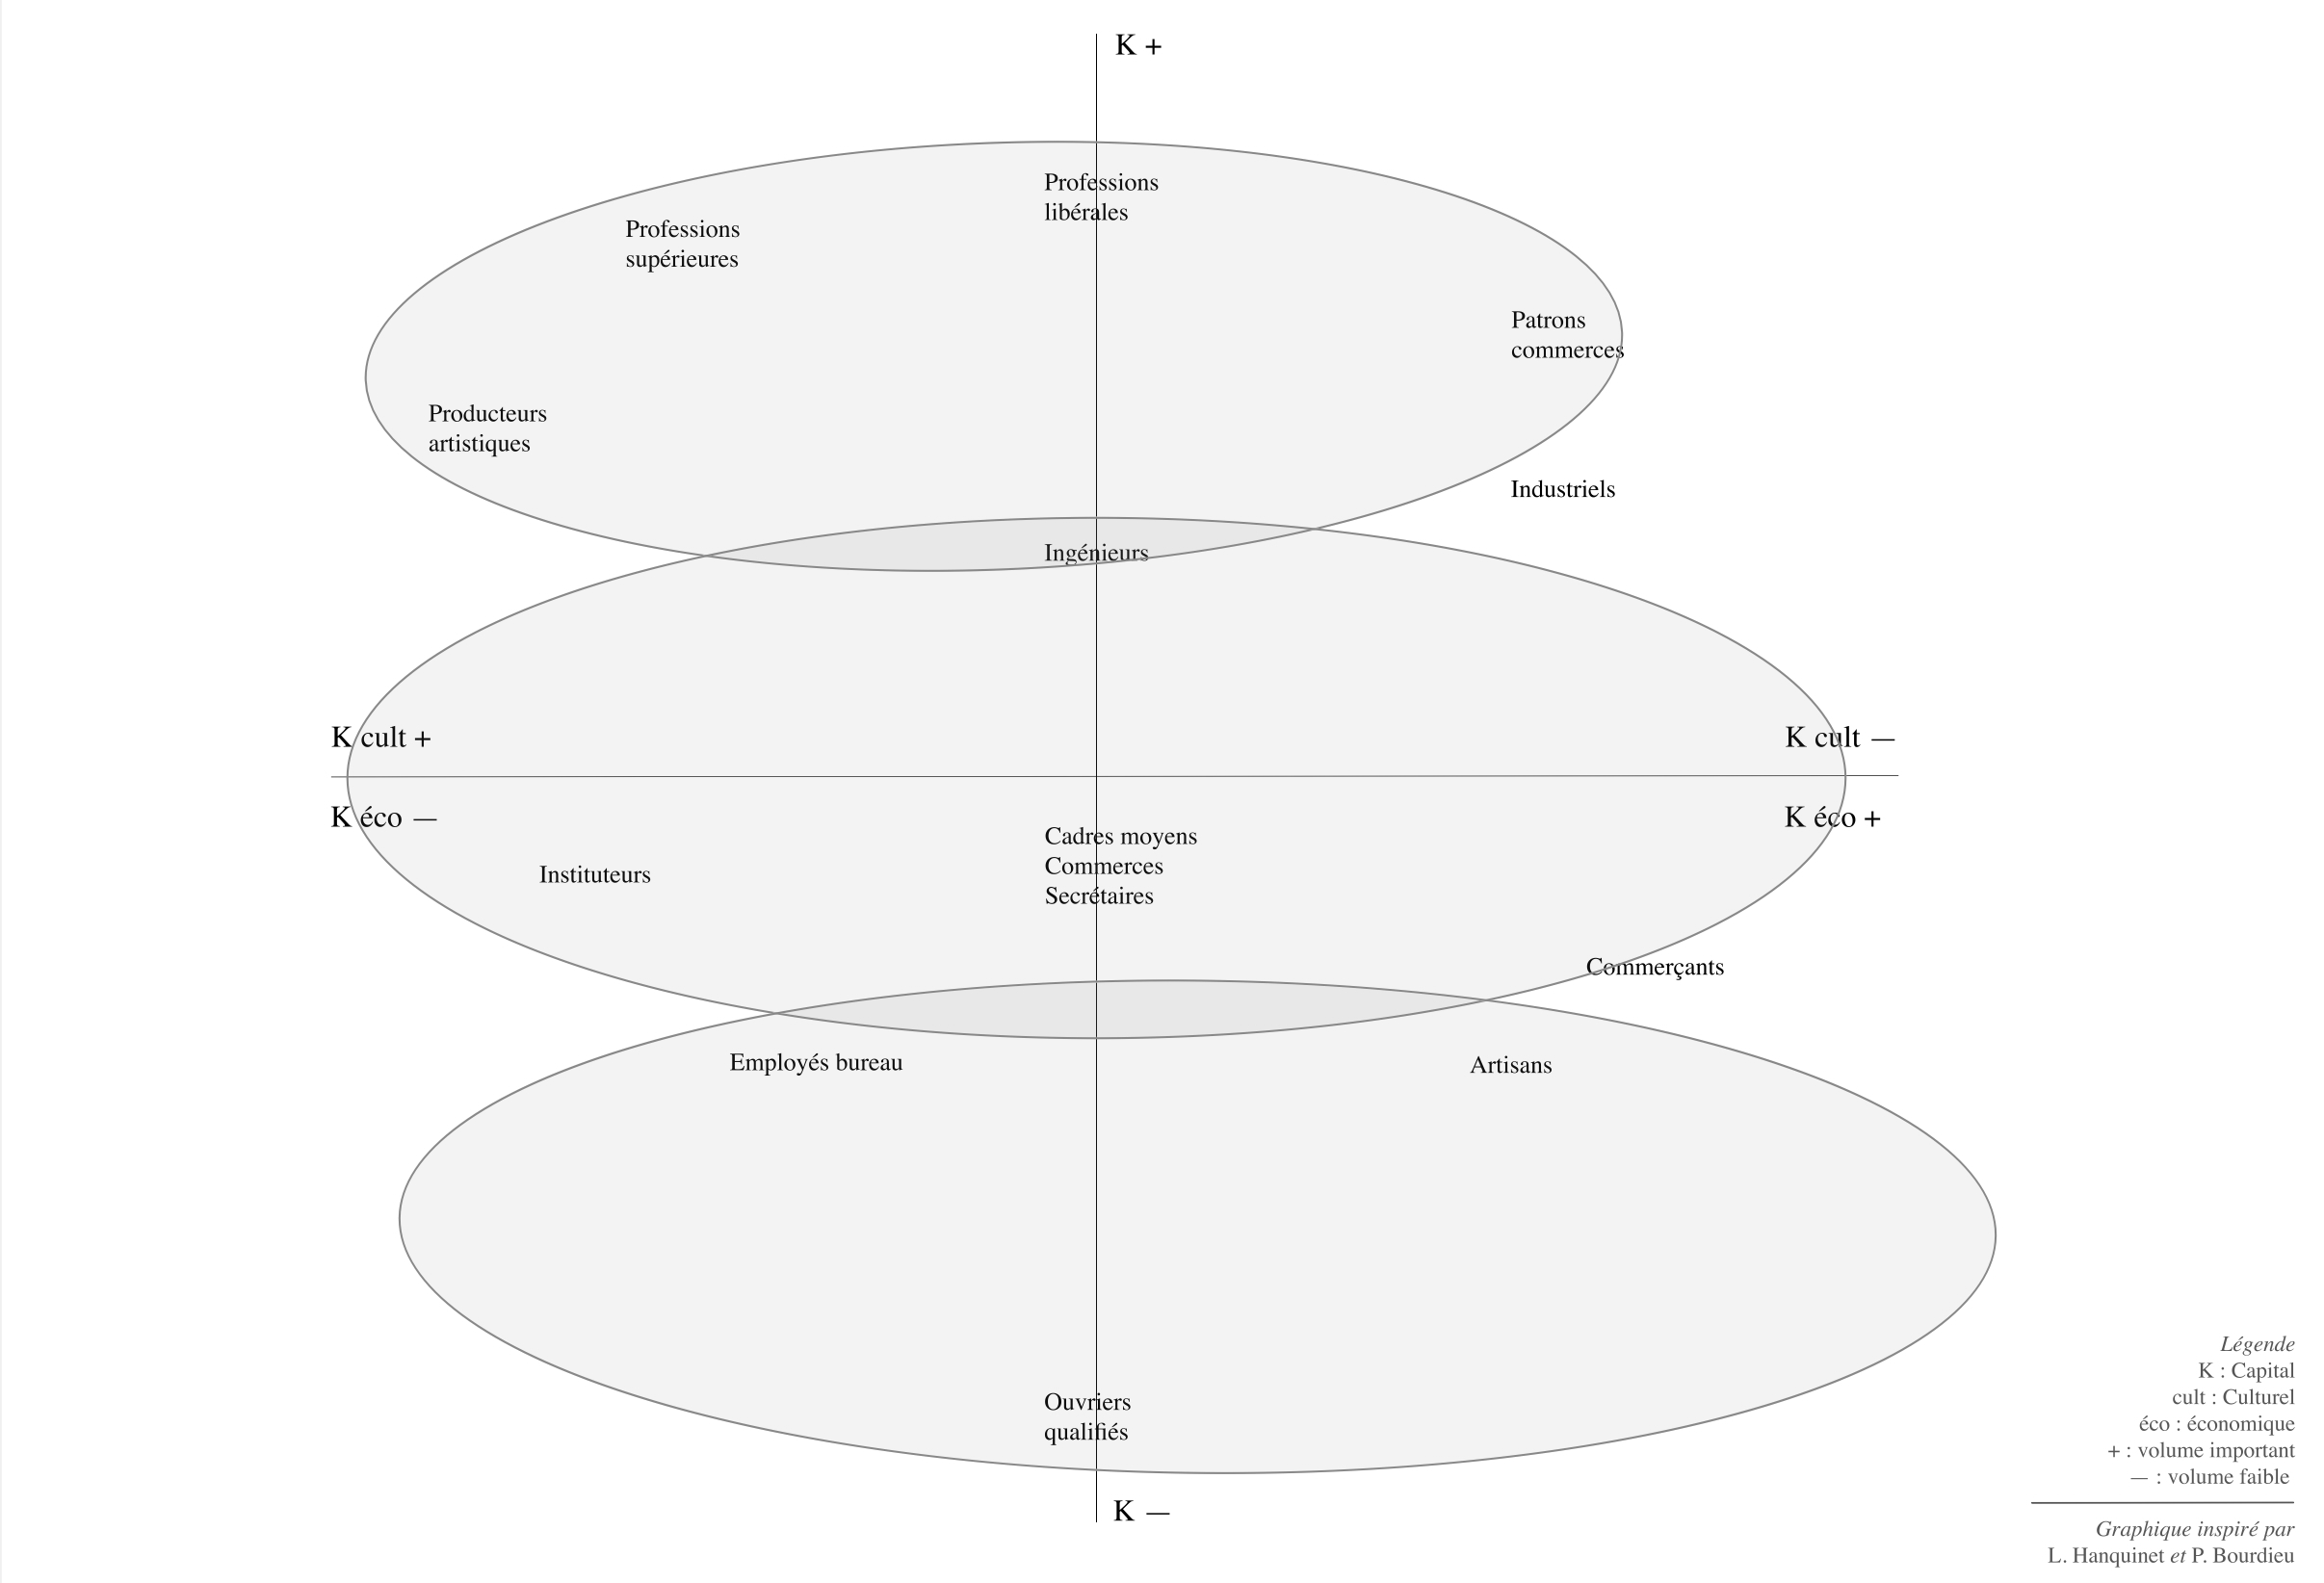 K +
Professions
libérales
Professions
supérieures
Patrons
commerces
Producteurs
artistiques
Industriels
Ingénieurs
K cult +
K cult —
K éco —
K éco +
Cadres moyens
Commerces
Secrétaires
Instituteurs
Commerçants
Employés bureau
Artisans
Ouvriers
qualifiés
K —
Légende
K : Capital
cult : Culturel
éco : économique
+ : volume important
— : volume faible
Graphique inspiré par
L. Hanquinet et P. Bourdieu